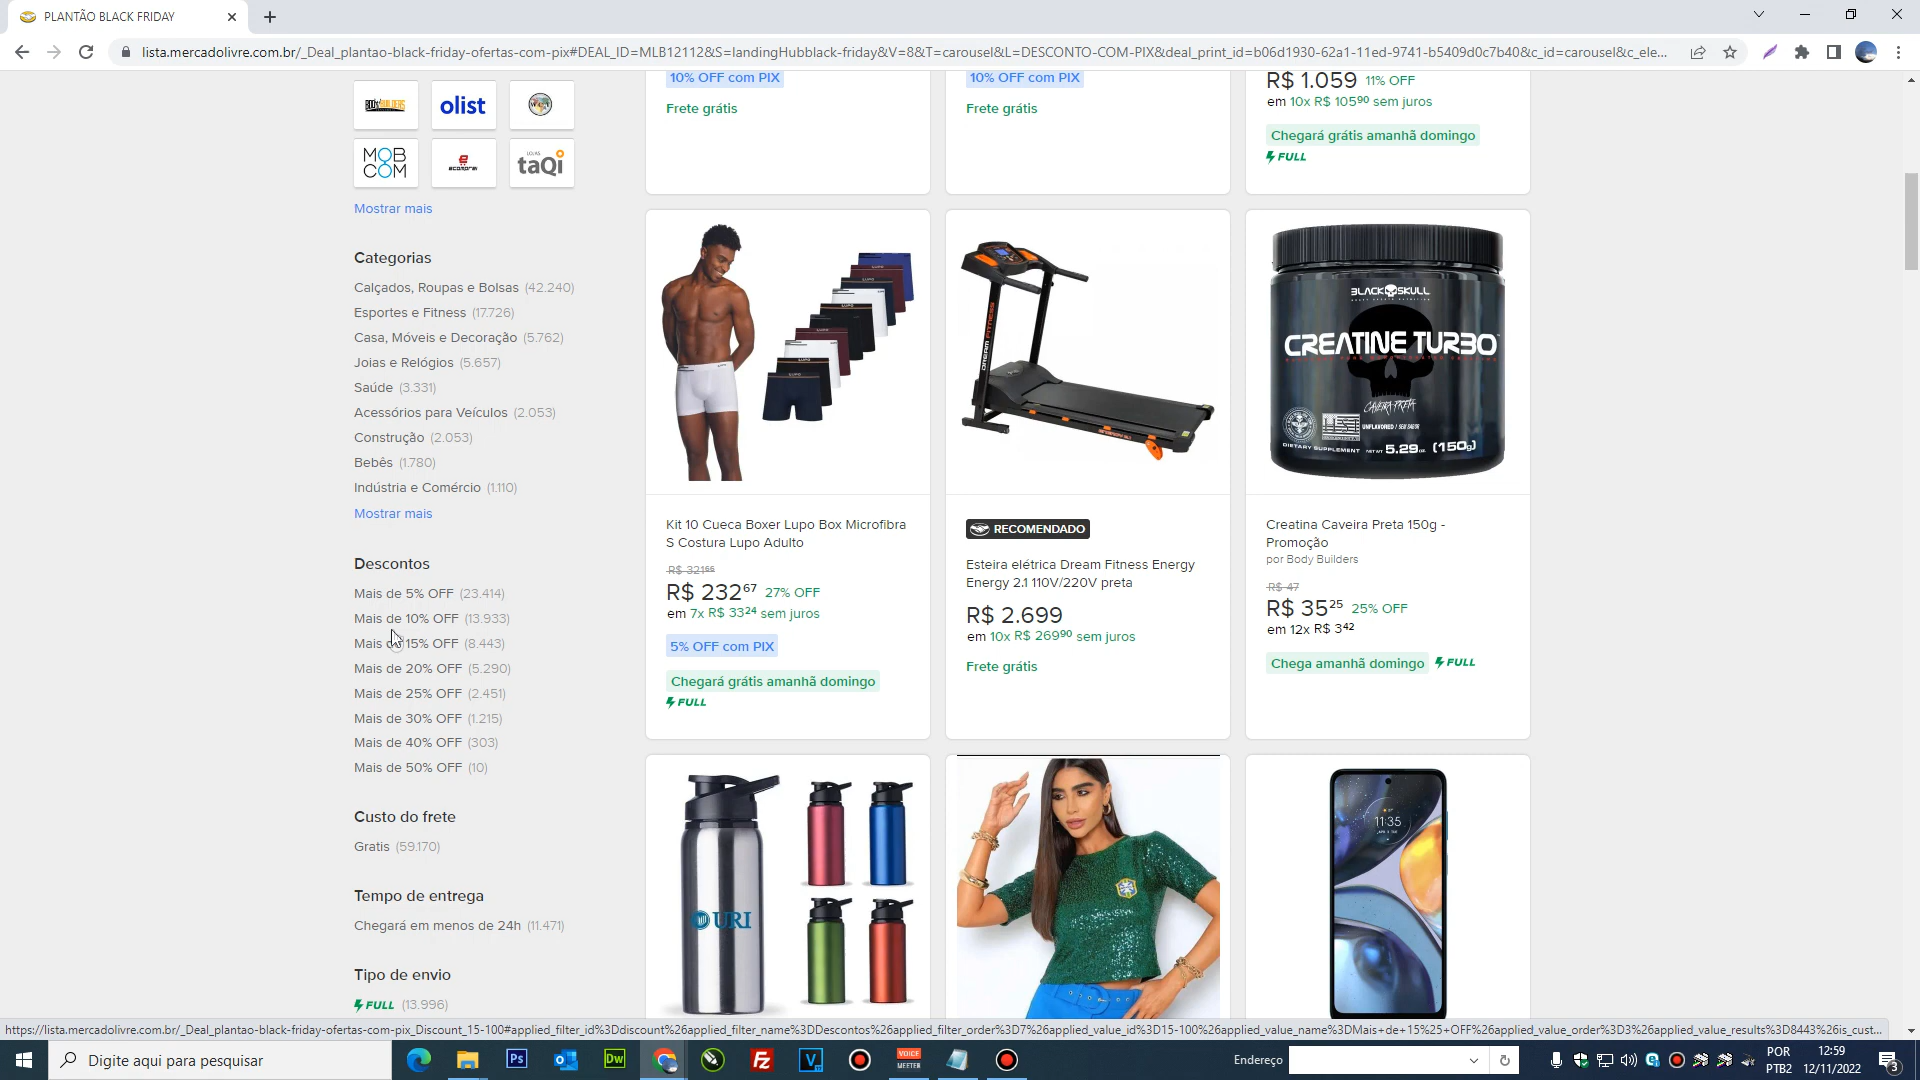 PLANTÃO BLACK FRIDAY
lista.mercadolivre.com.br/_Deal_plantao-black-friday-ofertas-com-pix#DEAL_ID=MLB12112&S=landingHubblack-friday&V=8&T=carousel&L=DESCONTO-COM-PIX&deal_print_id=b06d1930-62a1-11ed-9741-b5409d0c7b40&c_id=carousel&c_ele...
BODYBUILDERS
olist
MOB
COM
ecomprei
LOJAS
taQi
Mostrar mais
Categorias
Calçados, Roupas e Bolsas (42.240)
Esportes e Fitness (17.726)
Casa, Móveis e Decoração (5.762)
Joias e Relógios (5.657)
Saúde (3.331)
Acessórios para Veículos (2.053)
Construção (2.053)
Bebês (1.780)
Indústria e Comércio (1.110)
Mostrar mais
Descontos
Mais de 5% OFF (23.414)
Mais de 10% OFF (13.933)
Mais de 15% OFF (8.443)
Mais de 20% OFF (5.290)
Mais de 25% OFF (2.451)
Mais de 30% OFF (1.215)
Mais de 40% OFF (303)
Mais de 50% OFF (10)
Custo do frete
Gratis (59.170)
Tempo de entrega
Chegará em menos de 24h (11.471)
Tipo de envio
FULL (13.996)
10% OFF com PIX
Frete grátis
10% OFF com PIX
Frete grátis
R$ 1.059 11% OFF
em 10x R$ 105⁹⁰ sem juros
Chegará grátis amanhã domingo
FULL
Kit 10 Cueca Boxer Lupo Box Microfibra
S Costura Lupo Adulto
R$ 321⁶⁶
R$ 232⁶⁷ 27% OFF
em 7x R$ 33²⁴ sem juros
5% OFF com PIX
Chegará grátis amanhã domingo
FULL
DREAM FITNESS
RECOMENDADO
Esteira elétrica Dream Fitness Energy
Energy 2.1 110V/220V preta
R$ 2.699
em 10x R$ 269⁹⁰ sem juros
Frete grátis
BLACK SKULL
CREATINE TURBO
CAVEIRA PRETA
UNFLAVORED / SEM SABOR
DIETARY SUPPLEMENT NET WT 5.29 oz. (150g)
Creatina Caveira Preta 150g -
Promoção
por Body Builders
R$ 47
R$ 35²⁵ 25% OFF
em 12x R$ 3⁴²
Chega amanhã domingo FULL
URI
11:35
https://lista.mercadolivre.com.br/_Deal_plantao-black-friday-ofertas-com-pix_Discount_15-100#applied_filter_id%3Ddiscount%26applied_filter_name%3DDescontos%26applied_filter_order%3D7%26applied_value_id%3D15-100%26applied_value_name%3DMais+de+15%25+OFF%26applied_value_order%3D3%26applied_value_results%3D8443%26is_cust...
Digite aqui para pesquisar
Ps
Dw
FZ
V
VOICE
MEETER
Endereço
POR
PTB2
12:59
12/11/2022
3